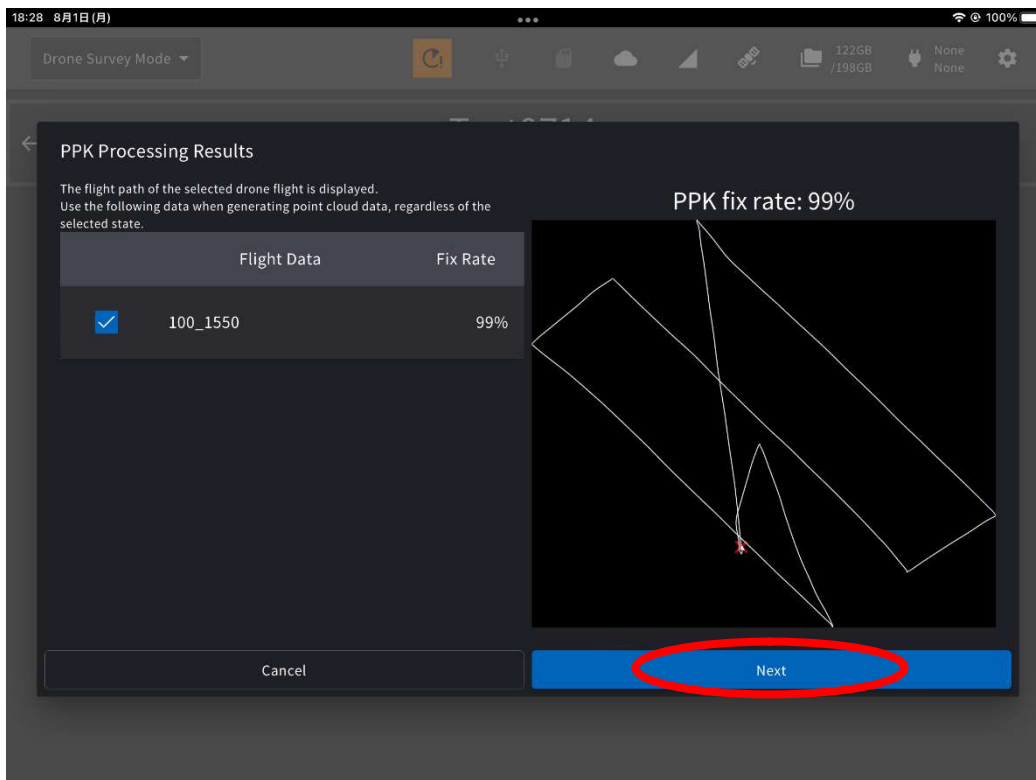 18:28 8月1日(月)
100%
Drone Survey Mode
122GB
/198GB
None
None
PPK Processing Results
The flight path of the selected drone flight is displayed.
Use the following data when generating point cloud data, regardless of the
selected state.
Flight Data Fix Rate
100_1550 99%
PPK fix rate: 99%
Cancel
Next